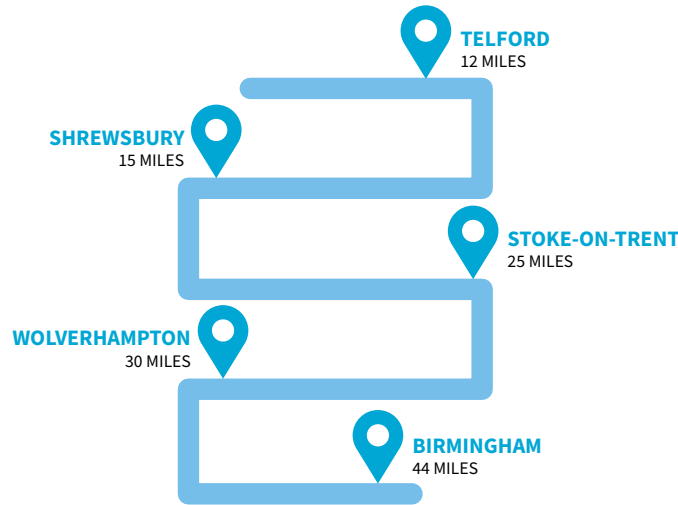 TELFORD
12 MILES
SHREWSBURY
15 MILES
STOKE-ON-TRENT
25 MILES
WOLVERHAMPTON
30 MILES
BIRMINGHAM
44 MILES